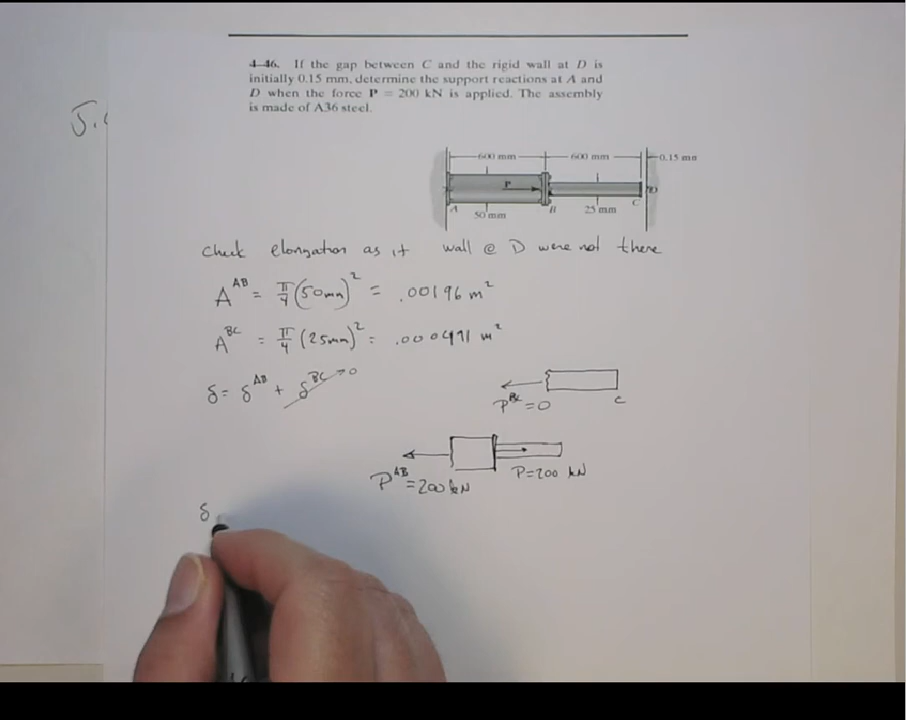 4–46. If the gap between C and the rigid wall at D is
initially 0.15 mm, determine the support reactions at A and
D when the force P = 200 kN is applied. The assembly
is made of A36 steel.
600 mm 600 mm 0.15 mm
P
A B C D
50 mm 25 mm
check elongation as if wall @ D were not there
A^AB = π/4 (50mm)^2 = .00196 m^2
A^BC = π/4 (25mm)^2 = .000491 m^2
δ = δ^AB + δ^BC → 0
P^BC = 0 C
P^AB = 200 kN P = 200 kN
δ